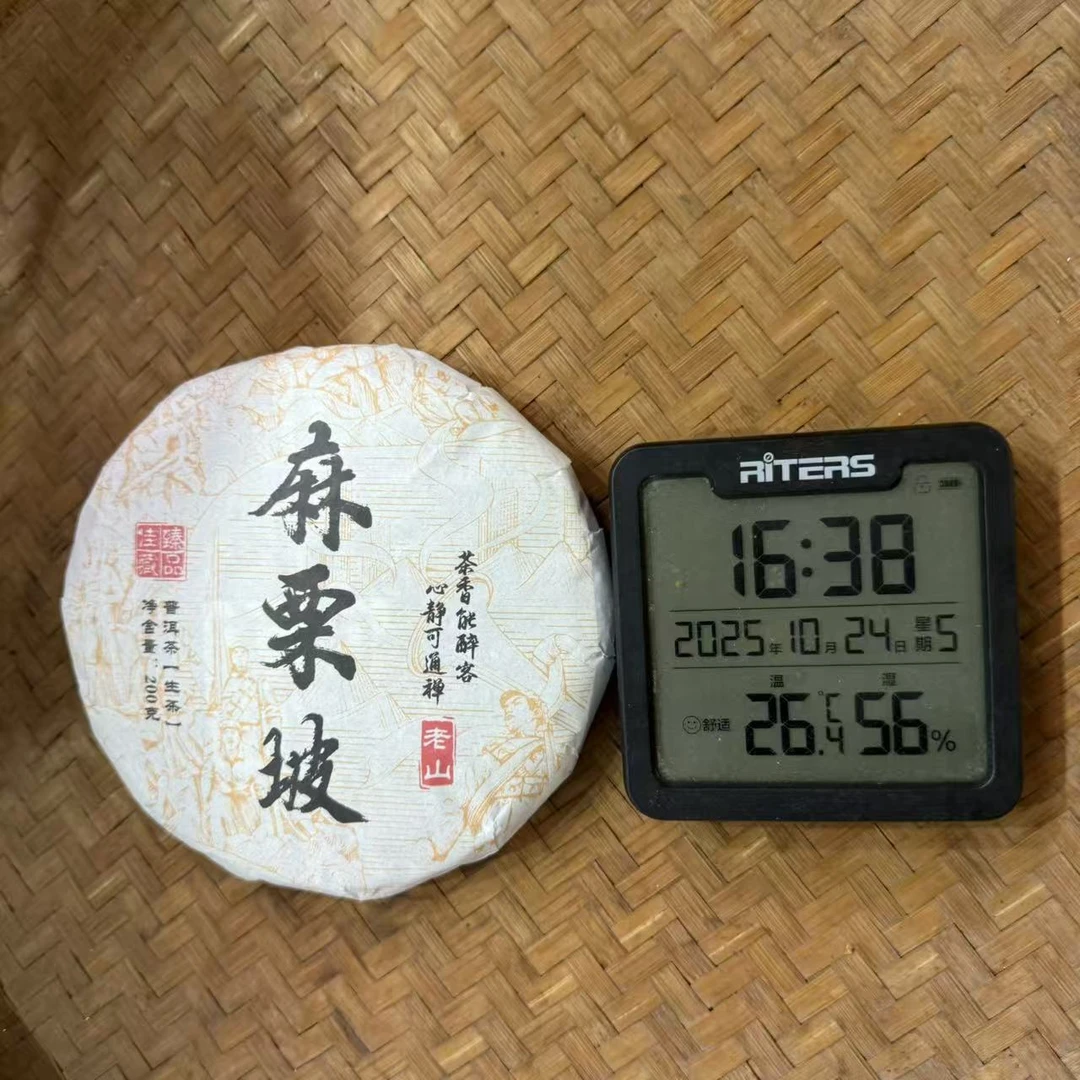 麻栗坡
茶香能醉客
心静可通禅
老山
臻品
佳藏
普洱茶【生茶】
净含量：200克
RITERS
16:38
2025年10月24日 星期5
温 湿
舒适 26.4℃ 56%